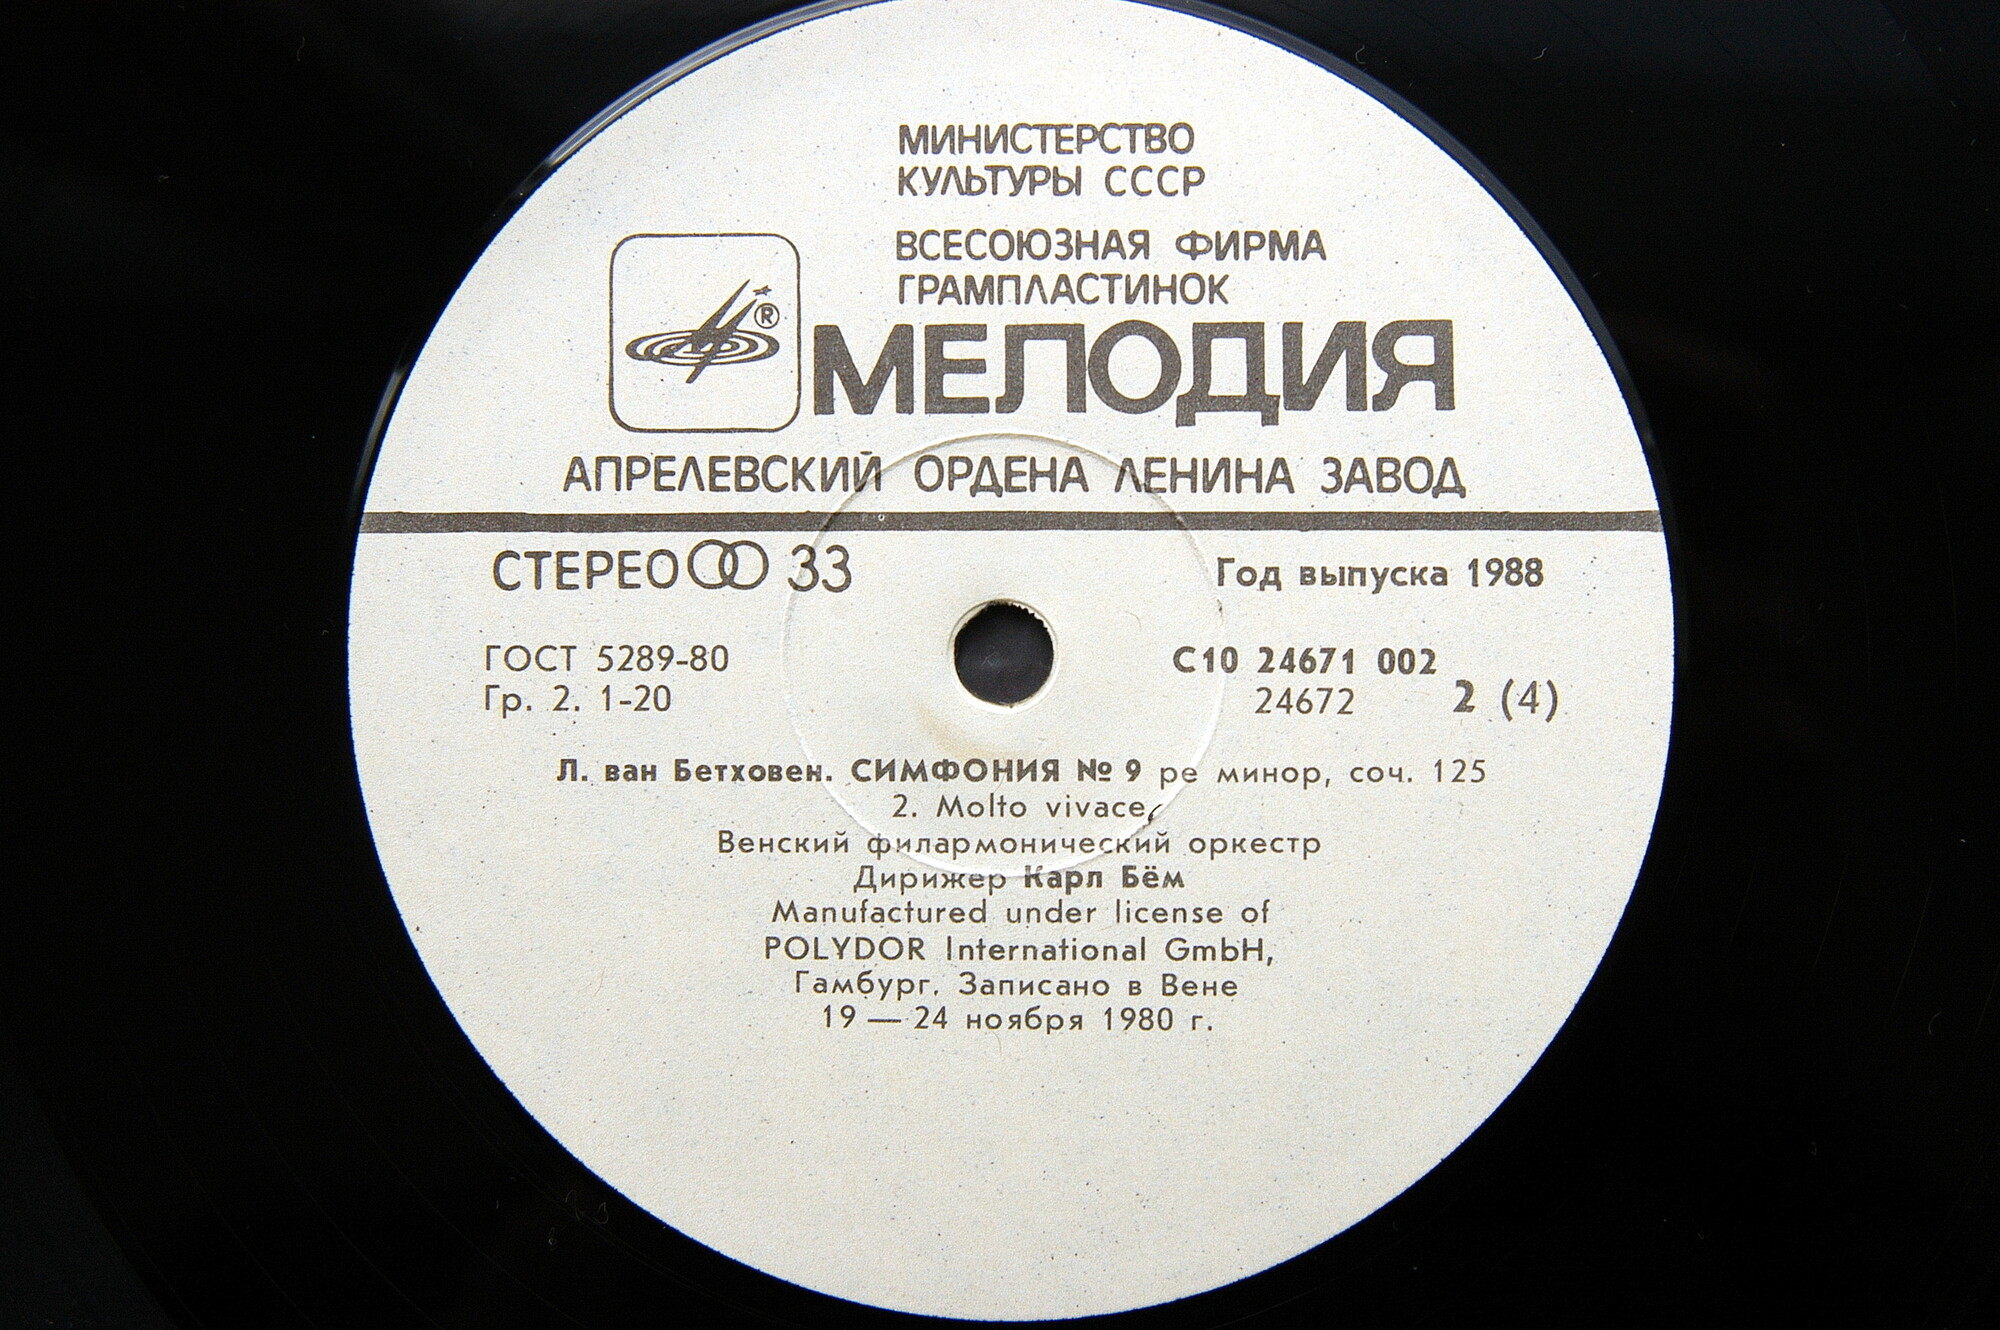 МИНИСТЕРСТВО
КУЛЬТУРЫ СССР
ВСЕСОЮЗНАЯ ФИРМА
ГРАМПЛАСТИНОК
®
МЕЛОДИЯ
АПРЕЛЕВСКИЙ ОРДЕНА ЛЕНИНА ЗАВОД
СТЕРЕО 33 Год выпуска 1988
ГОСТ 5289-80 С10 24671 002
Гр. 2. 1-20 24672 2 (4)
Л. ван Бетховен. СИМФОНИЯ № 9 ре минор, соч. 125
2. Molto vivace
Венский филармонический оркестр
Дирижер Карл Бём
Manufactured under license of
POLYDOR International GmbH,
Гамбург. Записано в Вене
19 — 24 ноября 1980 г.